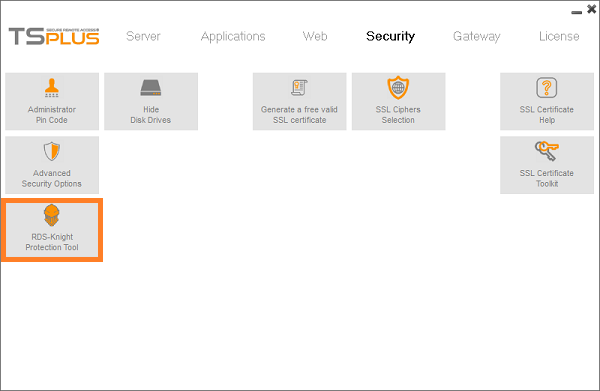 SECURE REMOTE ACCESS
TSPLUS
Server Applications Web Security Gateway License
Administrator
Pin Code
Hide
Disk Drives
Generate a free valid
SSL certificate
SSL Ciphers
Selection
SSL Certificate
Help
Advanced
Security Options
SSL Certificate
Toolkit
RDS-Knight
Protection Tool